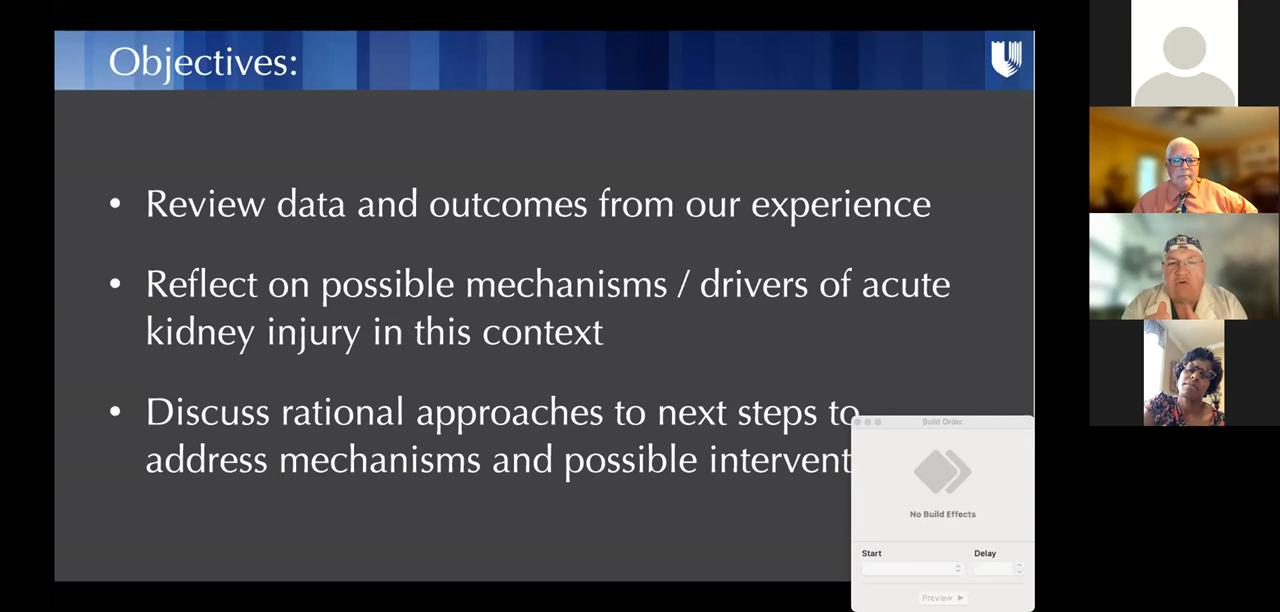 Objectives:
• Review data and outcomes from our experience
• Reflect on possible mechanisms / drivers of acute
kidney injury in this context
• Discuss rational approaches to next steps to
address mechanisms and possible intervent
Build Order
No Build Effects
Start
Delay
Preview